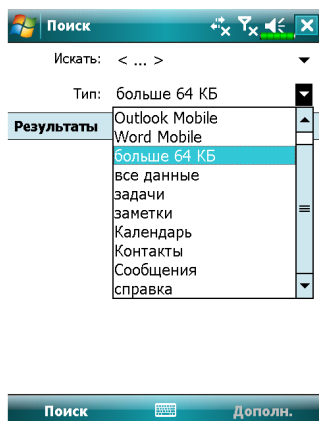 Поиск
Искать: < ... >
Тип: больше 64 КБ
Результаты
Outlook Mobile
Word Mobile
больше 64 КБ
все данные
задачи
заметки
Календарь
Контакты
Сообщения
справка
Поиск Дополн.